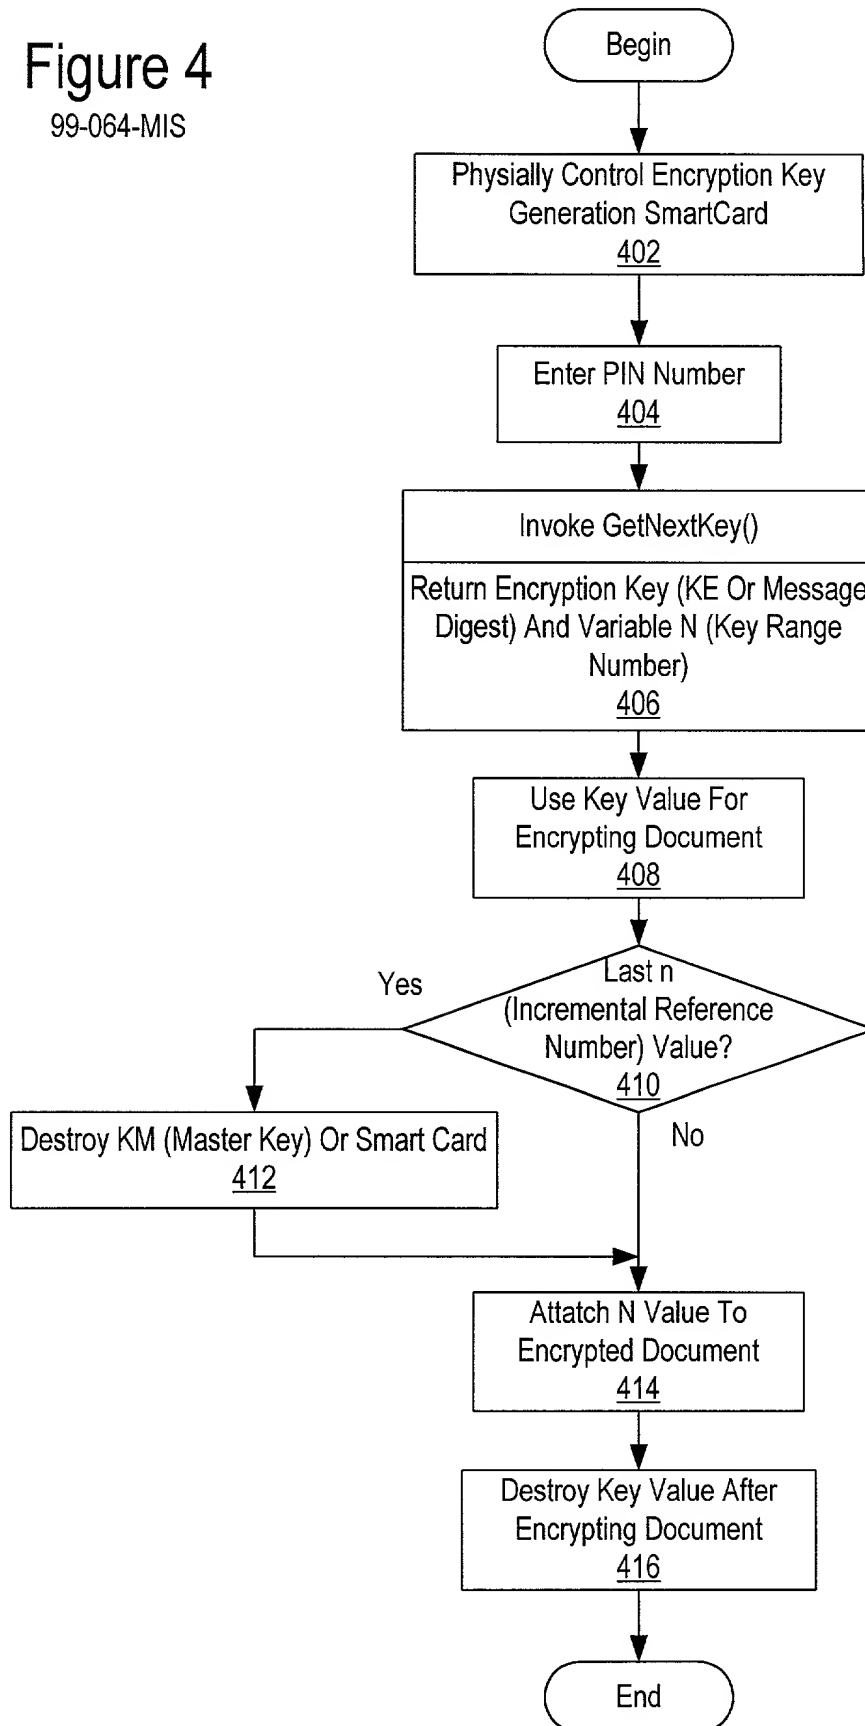 Figure 4
99-064-MIS
Begin
Physially Control Encryption Key
Generation SmartCard
402
Enter PIN Number
404
Invoke GetNextKey()
Return Encryption Key (KE Or Message
Digest) And Variable N (Key Range
Number)
406
Use Key Value For
Encrypting Document
408
Last n
(Incremental Reference
Number) Value?
410
Yes
No
Destroy KM (Master Key) Or Smart Card
412
Attatch N Value To
Encrypted Document
414
Destroy Key Value After
Encrypting Document
416
End